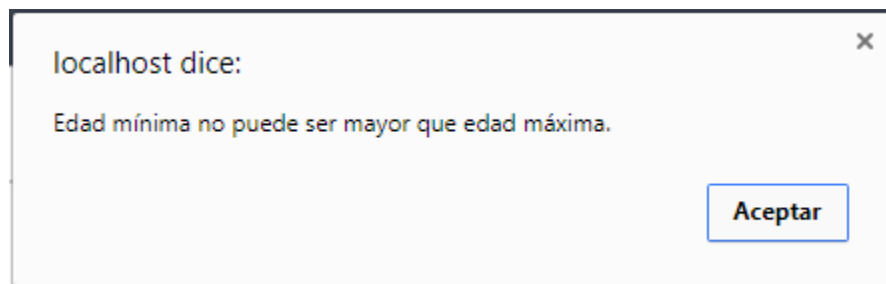 localhost dice:
Edad mínima no puede ser mayor que edad máxima.
Aceptar